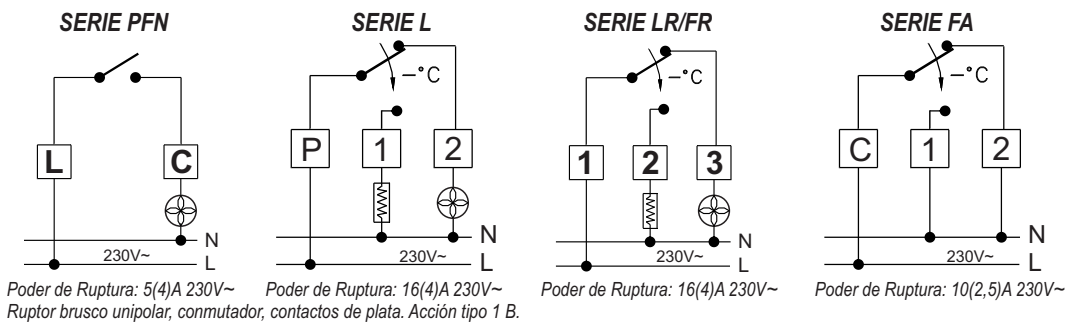 SERIE PFN
L
C
N
230V~
L
Poder de Ruptura: 5(4)A 230V~
SERIE L
–°C
P
1
2
N
230V~
L
Poder de Ruptura: 16(4)A 230V~
SERIE LR/FR
–°C
1
2
3
N
230V~
L
Poder de Ruptura: 16(4)A 230V~
SERIE FA
–°C
C
1
2
N
230V~
L
Poder de Ruptura: 10(2,5)A 230V~
Ruptor brusco unipolar, conmutador, contactos de plata. Acción tipo 1 B.